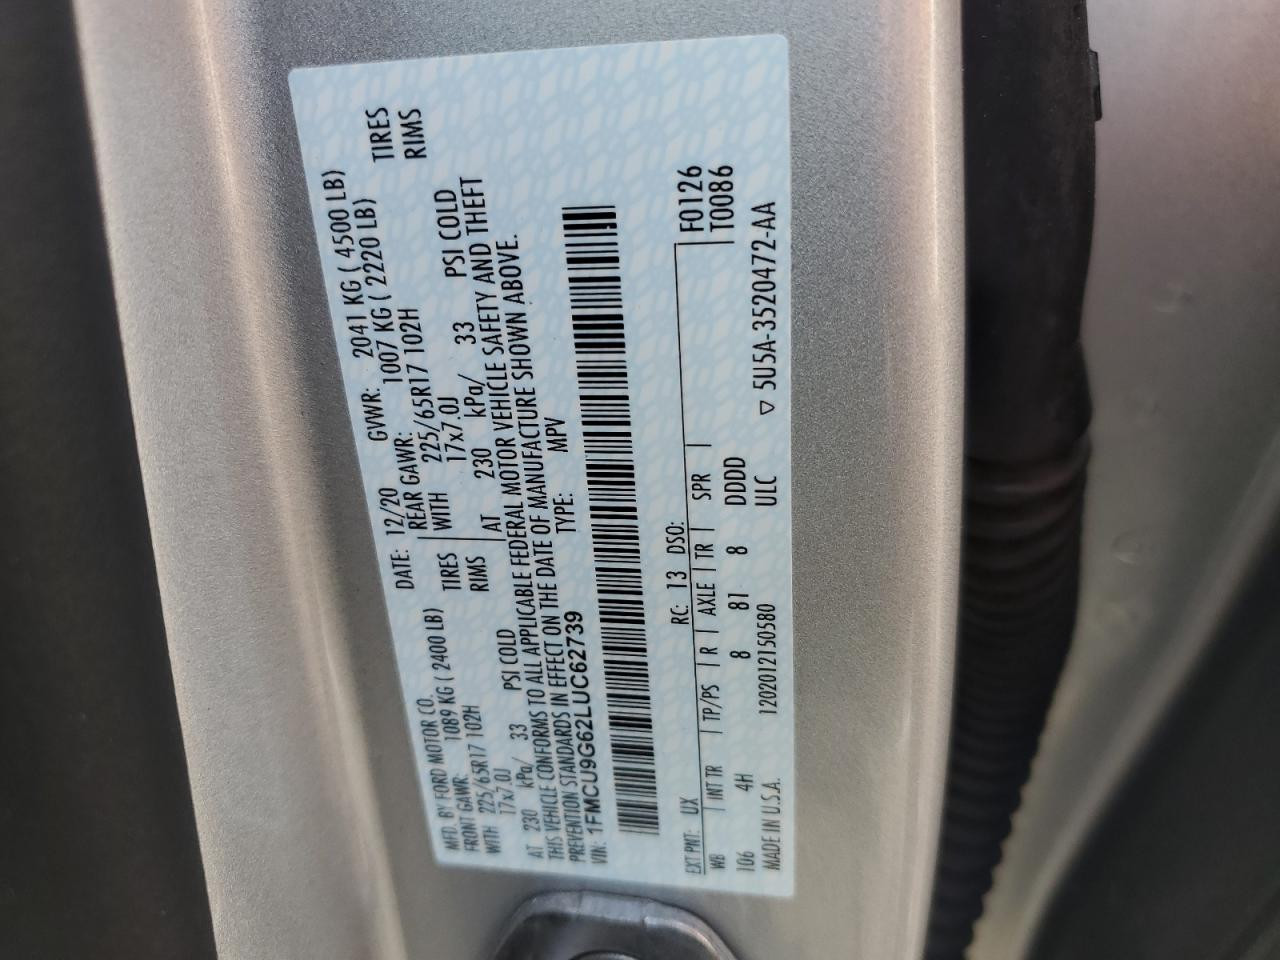 MFD. BY FORD MOTOR CO.
DATE: 12/20 GVWR: 2041 KG ( 4500 LB)
FRONT GAWR: 1089 KG ( 2400 LB) REAR GAWR: 1007 KG ( 2220 LB)
WITH 225/65R17 102H TIRES WITH 225/65R17 102H TIRES
17x7.0J RIMS 17x7.0J RIMS
AT 230 kPa/ 33 PSI COLD AT 230 kPa/ 33 PSI COLD
THIS VEHICLE CONFORMS TO ALL APPLICABLE FEDERAL MOTOR VEHICLE SAFETY AND THEFT
PREVENTION STANDARDS IN EFFECT ON THE DATE OF MANUFACTURE SHOWN ABOVE.
VIN: 1FMCU9G62LUC62739 TYPE: MPV
F0126
T0086
EXT PNT: UX RC: 13 DSO:
WB INT TR TP/PS R AXLE TR SPR
106 4H 8 81 8 DDDD
MADE IN U.S.A. 12020121 50580 ULC
▽ 5U5A-3520472-AA